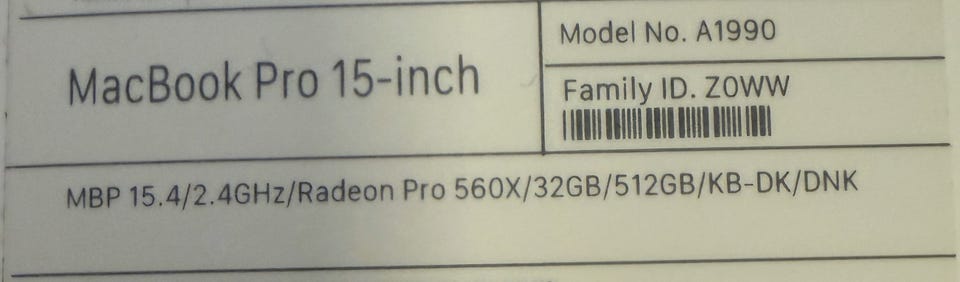 MacBook Pro 15-inch
Model No. A1990
Family ID. Z0WW
MBP 15.4/2.4GHz/Radeon Pro 560X/32GB/512GB/KB-DK/DNK